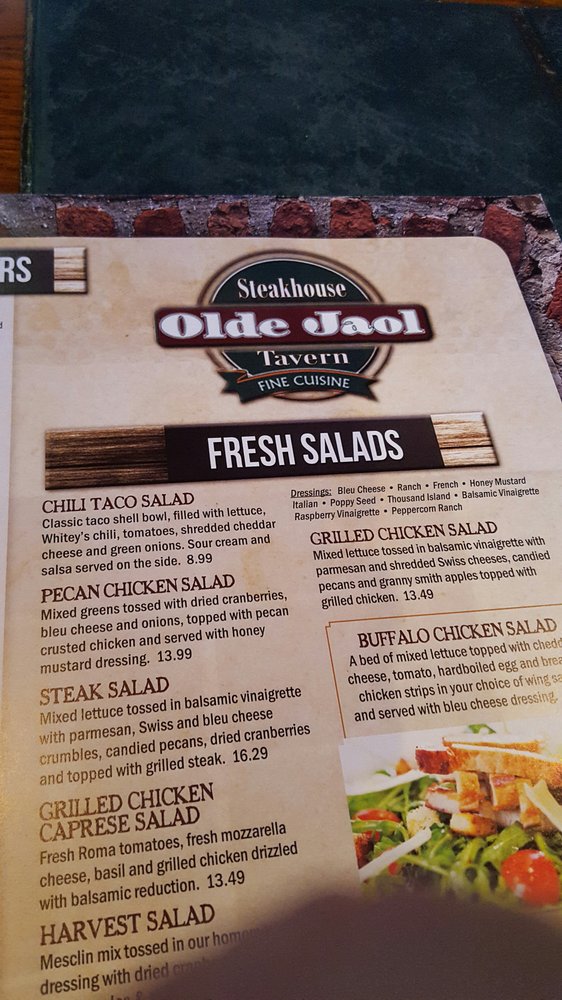 RS
Steakhouse
Olde Jaol
Tavern
FINE CUISINE
FRESH SALADS
CHILI TACO SALAD
Classic taco shell bowl, filled with lettuce,
Whitey's chili, tomatoes, shredded cheddar
cheese and green onions. Sour cream and
salsa served on the side. 8.99
PECAN CHICKEN SALAD
Mixed greens tossed with dried cranberries,
bleu cheese and onions, topped with pecan
crusted chicken and served with honey
mustard dressing. 13.99
STEAK SALAD
Mixed lettuce tossed in balsamic vinaigrette
with parmesan, Swiss and bleu cheese
crumbles, candied pecans, dried cranberries
and topped with grilled steak. 16.29
GRILLED CHICKEN
CAPRESE SALAD
Fresh Roma tomatoes, fresh mozzarella
cheese, basil and grilled chicken drizzled
with balsamic reduction. 13.49
HARVEST SALAD
Mesclin mix tossed in our
dressing with dried
Dressings: Bleu Cheese • Ranch • French • Honey Mustard
Italian • Poppy Seed • Thousand Island • Balsamic Vinaigrette
Raspberry Vinaigrette • Peppercorn Ranch
GRILLED CHICKEN SALAD
Mixed lettuce tossed in balsamic vinaigrette with
parmesan and shredded Swiss cheeses, candied
pecans and granny smith apples topped with
grilled chicken. 13.49
BUFFALO CHICKEN SALAD
A bed of mixed lettuce topped with
cheese, tomato, hardboiled egg and
chicken strips in your choice of wing
and served with bleu cheese dressing.